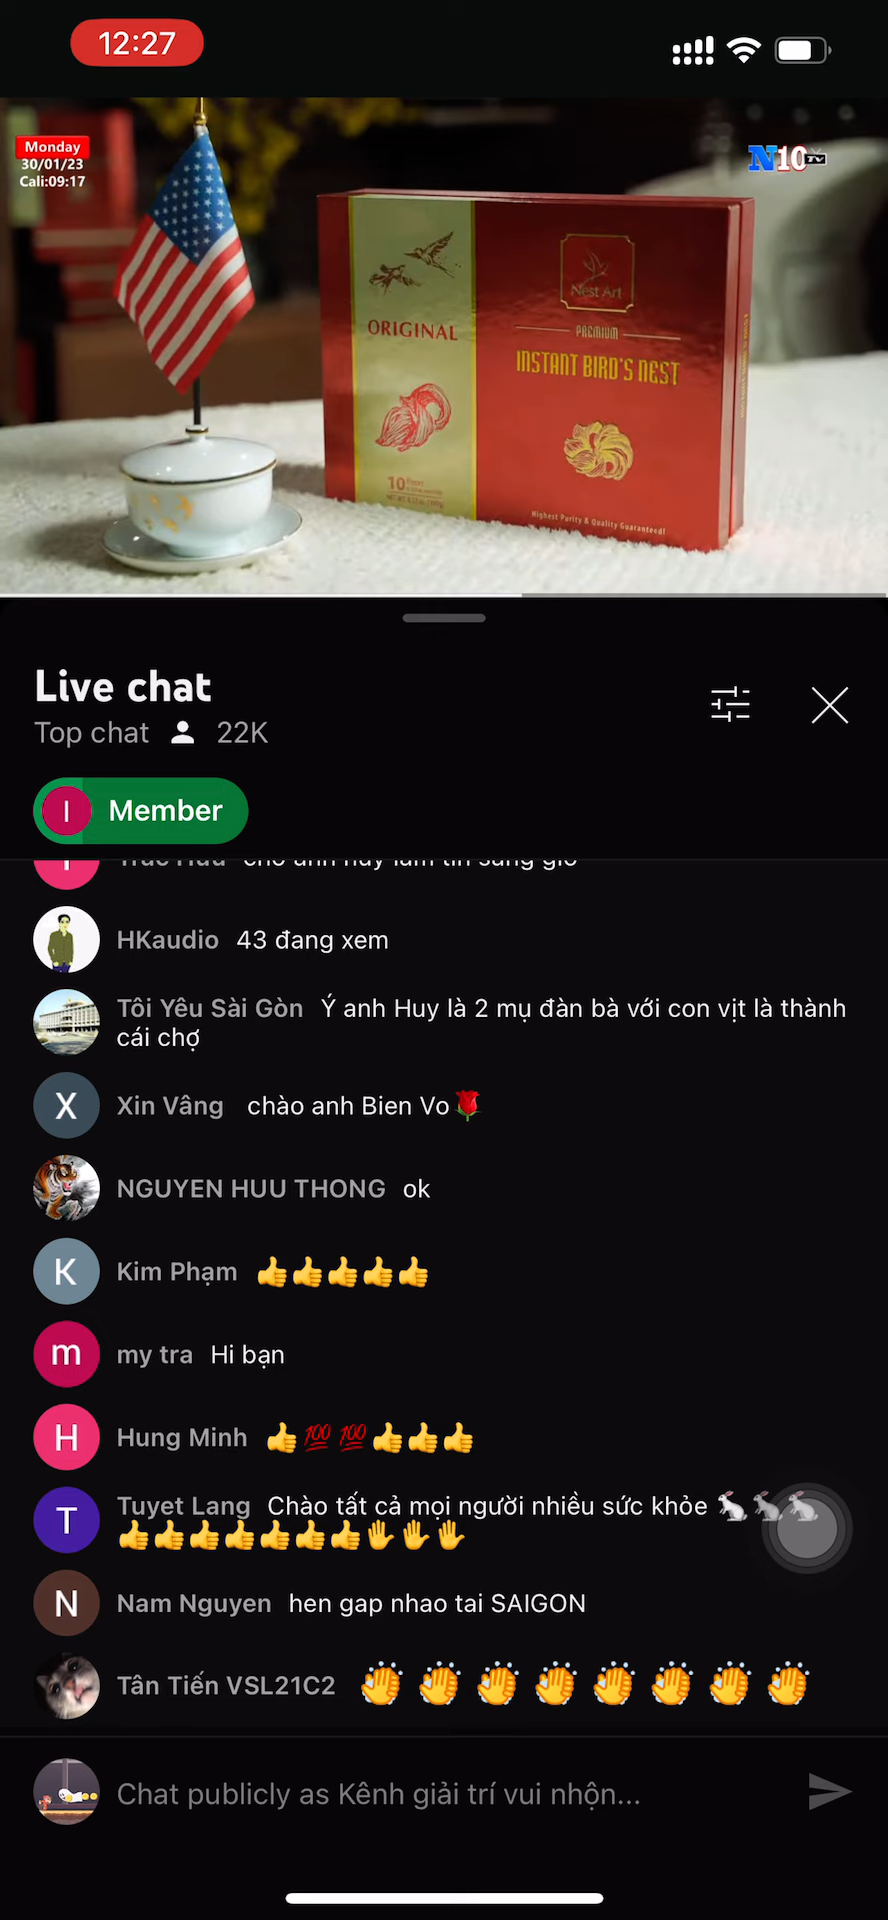 12:27
Monday
30/01/23
Cali:09:17
N10 TV
Nest Art
ORIGINAL
PREMIUM
INSTANT BIRD'S NEST
10
Highest Purity & Quality Guaranteed!
Live chat
Top chat 22K
I Member
HKaudio 43 đang xem
Tôi Yêu Sài Gòn Ý anh Huy là 2 mụ đàn bà với con vịt là thành
cái chợ
X Xin Vâng chào anh Bien Vo🌹
NGUYEN HUU THONG ok
K Kim Phạm 👍👍👍👍👍
m my tra Hi bạn
H Hung Minh 👍💯💯👍👍👍
T Tuyet Lang Chào tất cả mọi người nhiều sức khỏe 🐇🐇🐇
👍👍👍👍👍👍👍✋✋✋
N Nam Nguyen hen gap nhao tai SAIGON
Tân Tiến VSL21C2 👏👏👏👏👏👏👏👏
Chat publicly as Kênh giải trí vui nhộn...